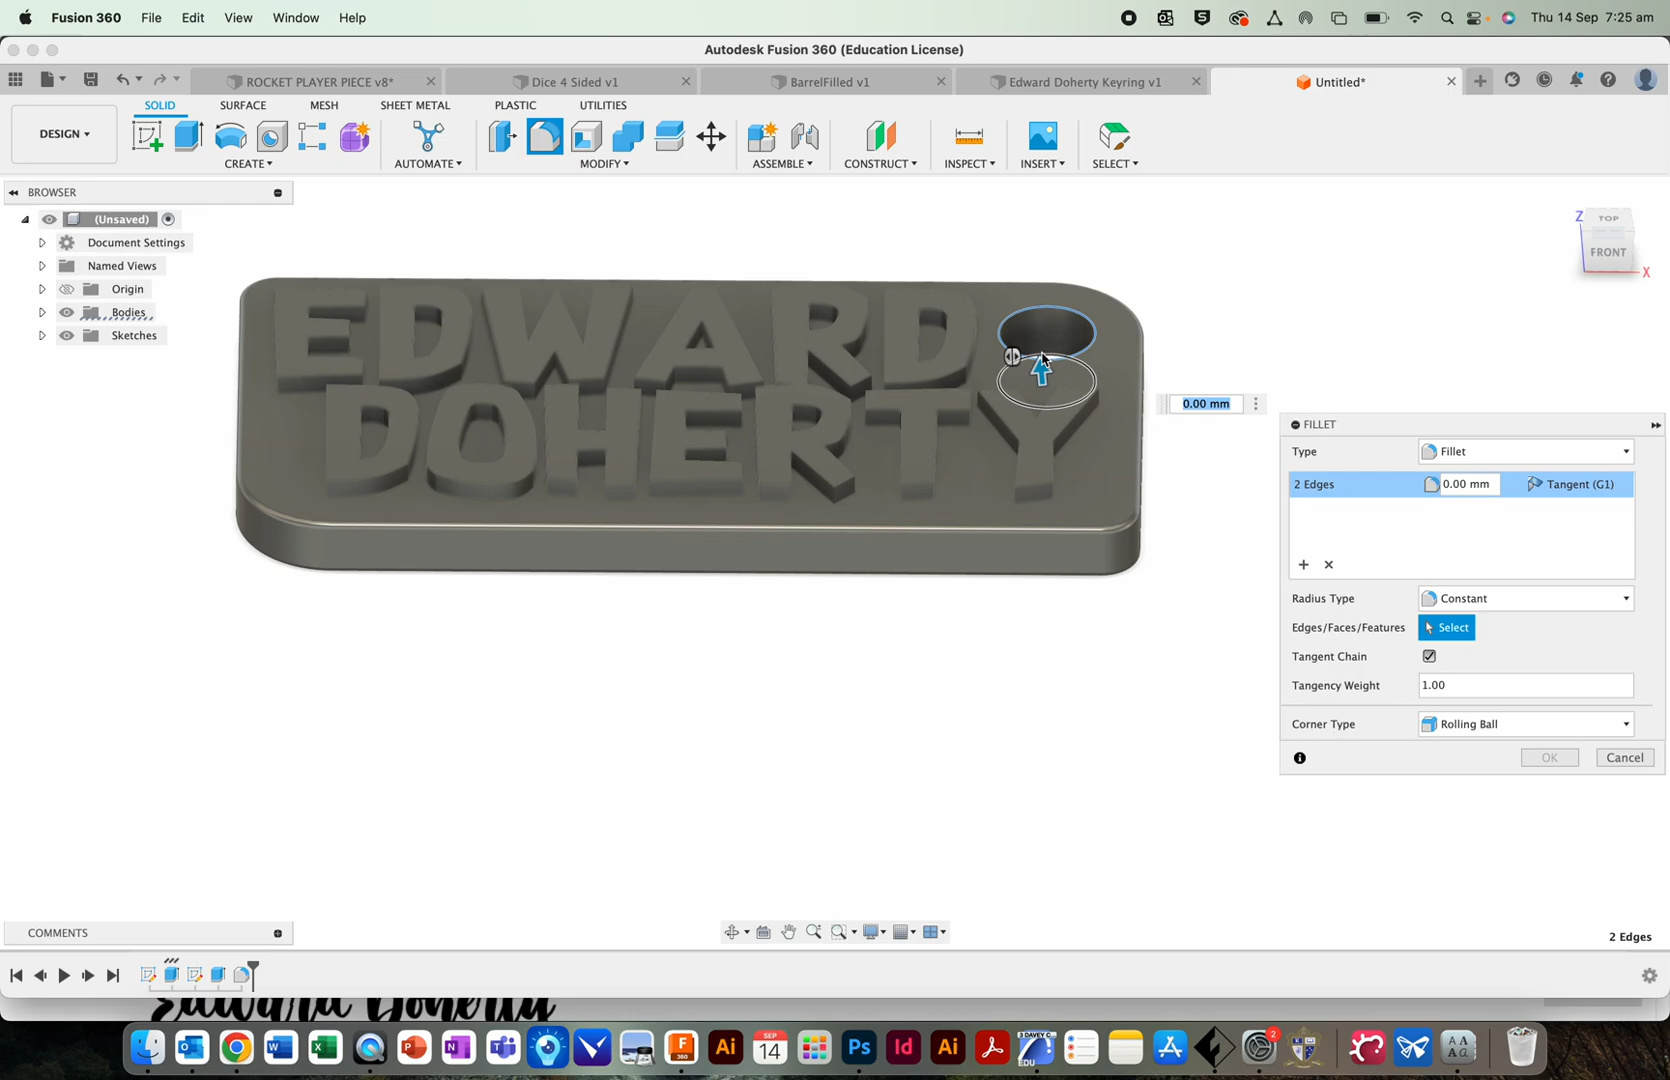 Fusion 360 File Edit View Window Help Thu 14 Sep 7:25 am
Autodesk Fusion 360 (Education License)
ROCKET PLAYER PIECE v8* Dice 4 Sided v1 BarrelFilled v1 Edward Doherty Keyring v1 Untitled*
SOLID SURFACE MESH SHEET METAL PLASTIC UTILITIES
DESIGN
CREATE AUTOMATE MODIFY ASSEMBLE CONSTRUCT INSPECT INSERT SELECT
BROWSER
(Unsaved)
Document Settings
Named Views
Origin
Bodies
Sketches
TOP
FRONT
Z
X
EDWARD
DOHERTY
0.00 mm
FILLET
Type Fillet
2 Edges 0.00 mm Tangent (G1)
Radius Type Constant
Edges/Faces/Features Select
Tangent Chain
Tangency Weight 1.00
Corner Type Rolling Ball
OK Cancel
COMMENTS
2 Edges
Edward Doherty
SEP
14
2